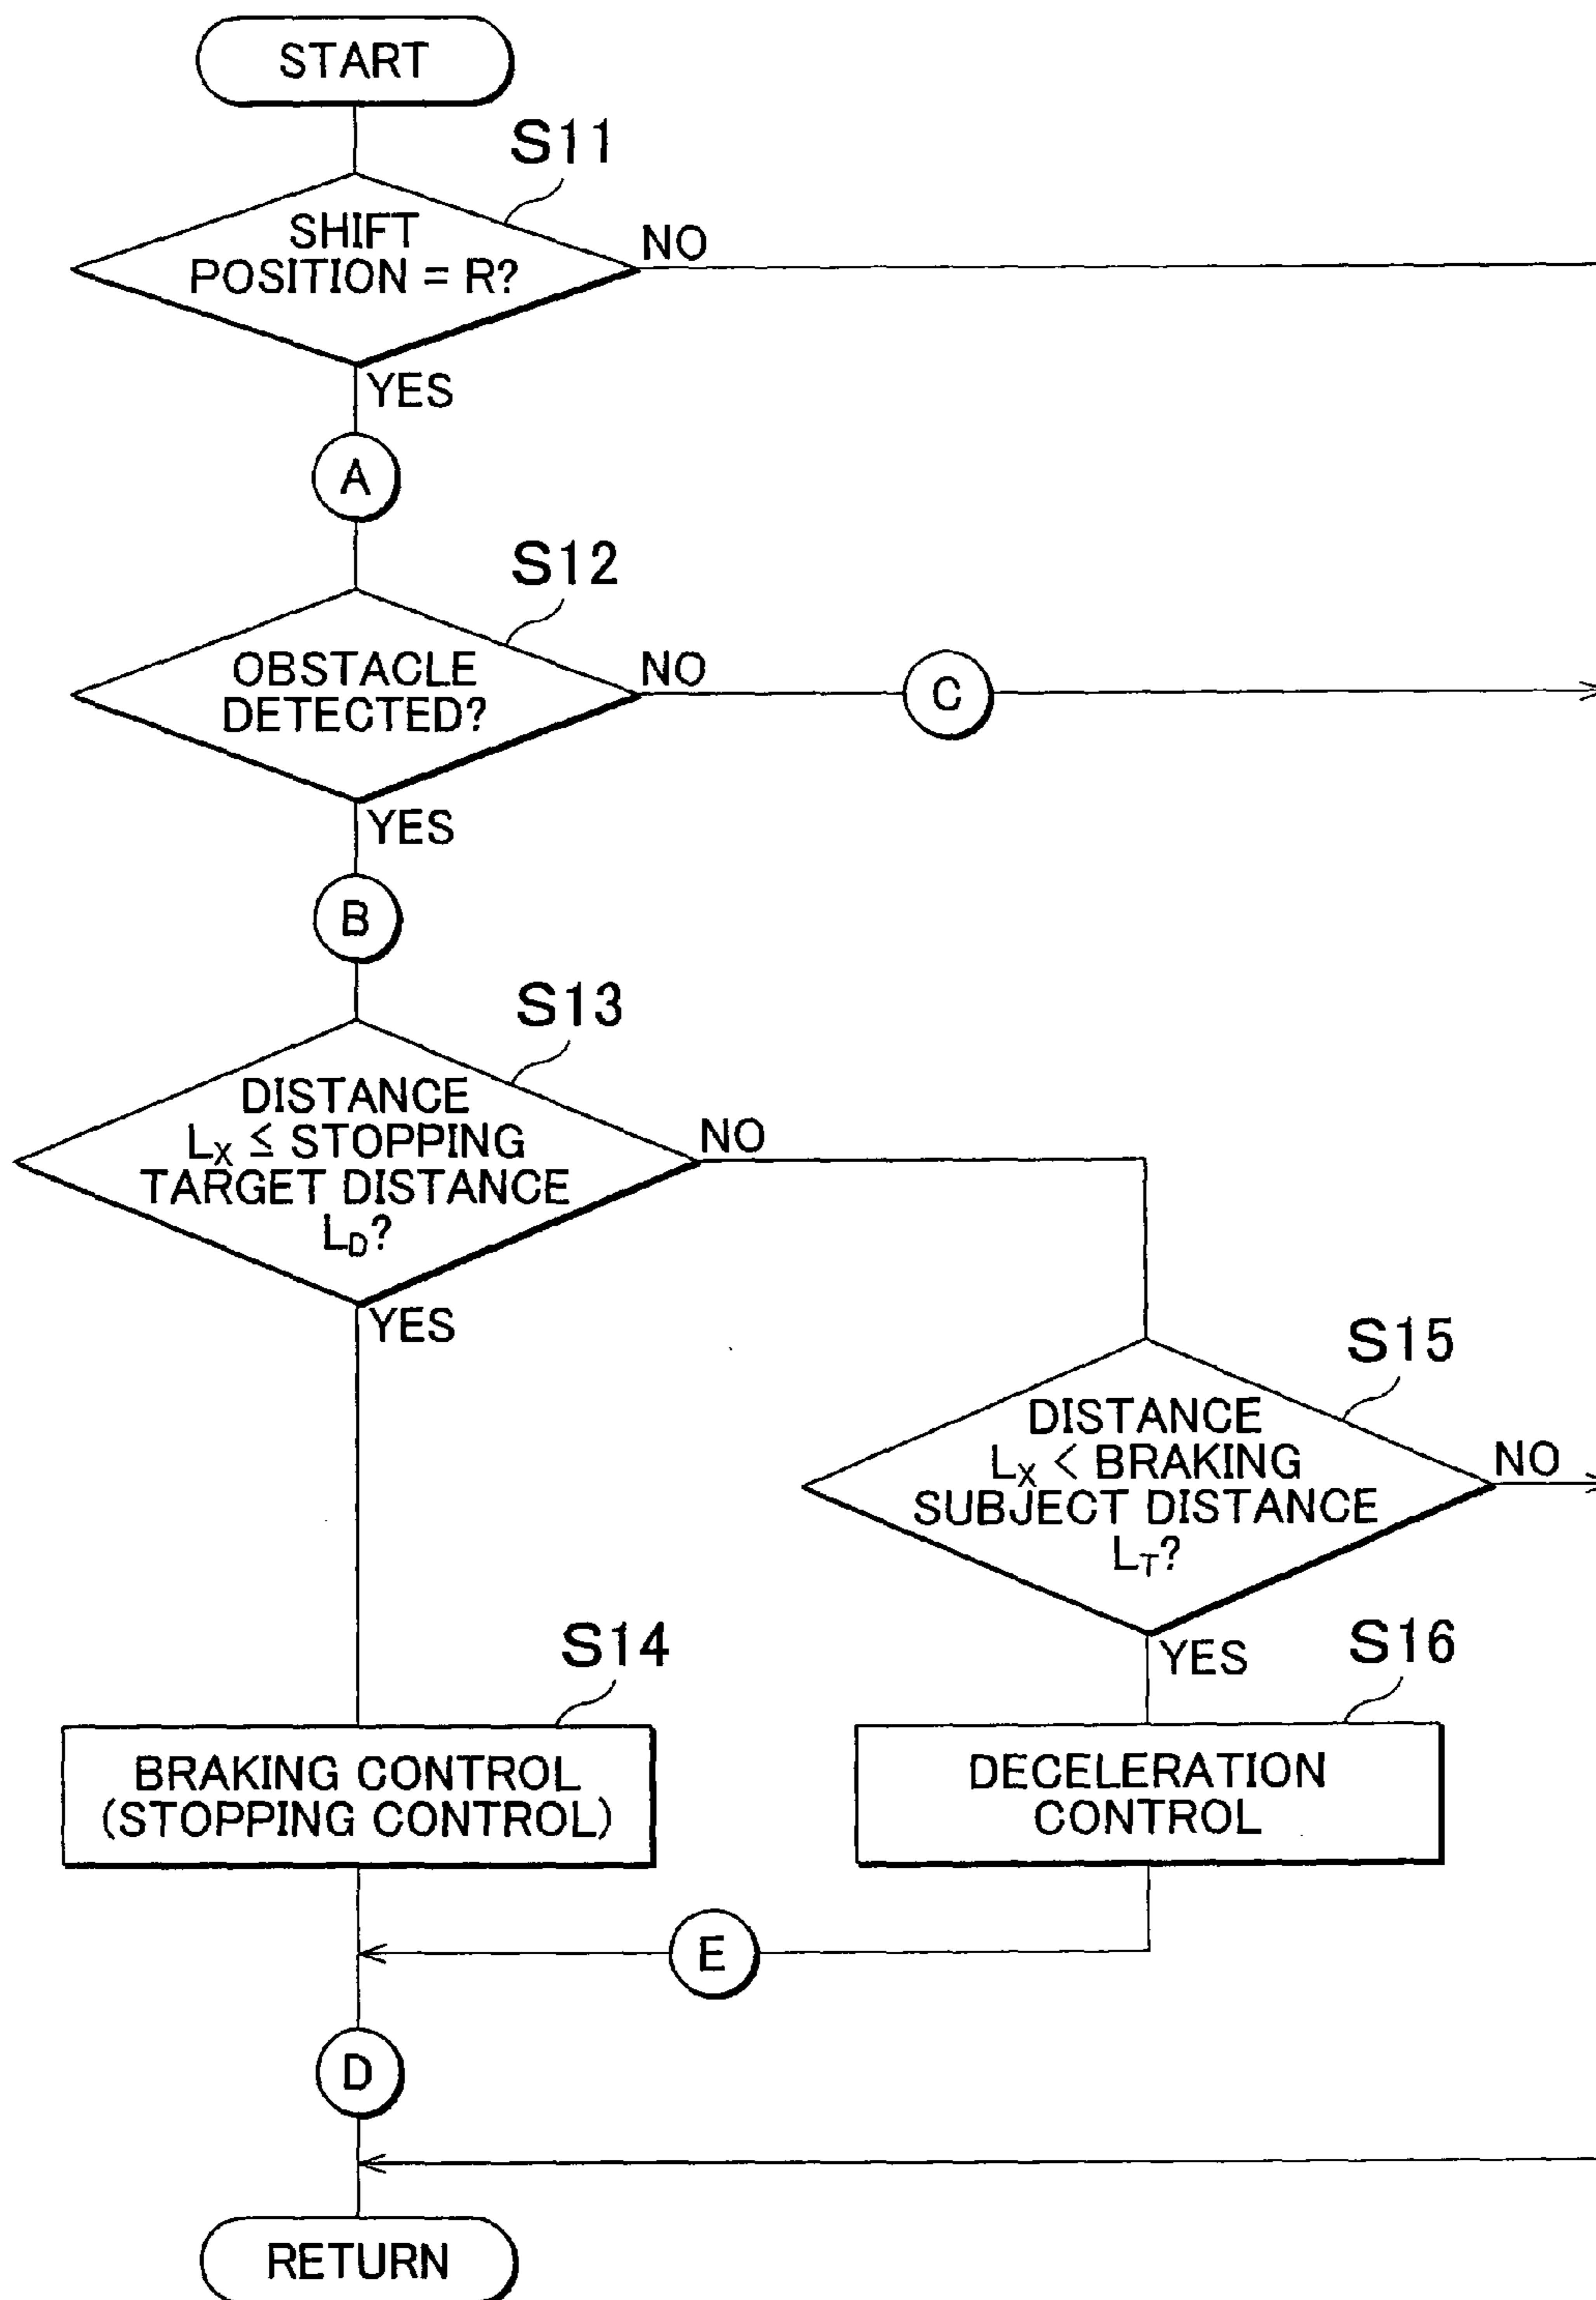 START
S11
SHIFT
POSITION = R?
NO
YES
A
S12
OBSTACLE
DETECTED?
NO
C
YES
B
S13
DISTANCE
LX ≤ STOPPING
TARGET DISTANCE
LD?
NO
YES
S15
DISTANCE
LX < BRAKING
SUBJECT DISTANCE
LT?
NO
YES
S14
BRAKING CONTROL
(STOPPING CONTROL)
S16
DECELERATION
CONTROL
E
D
RETURN